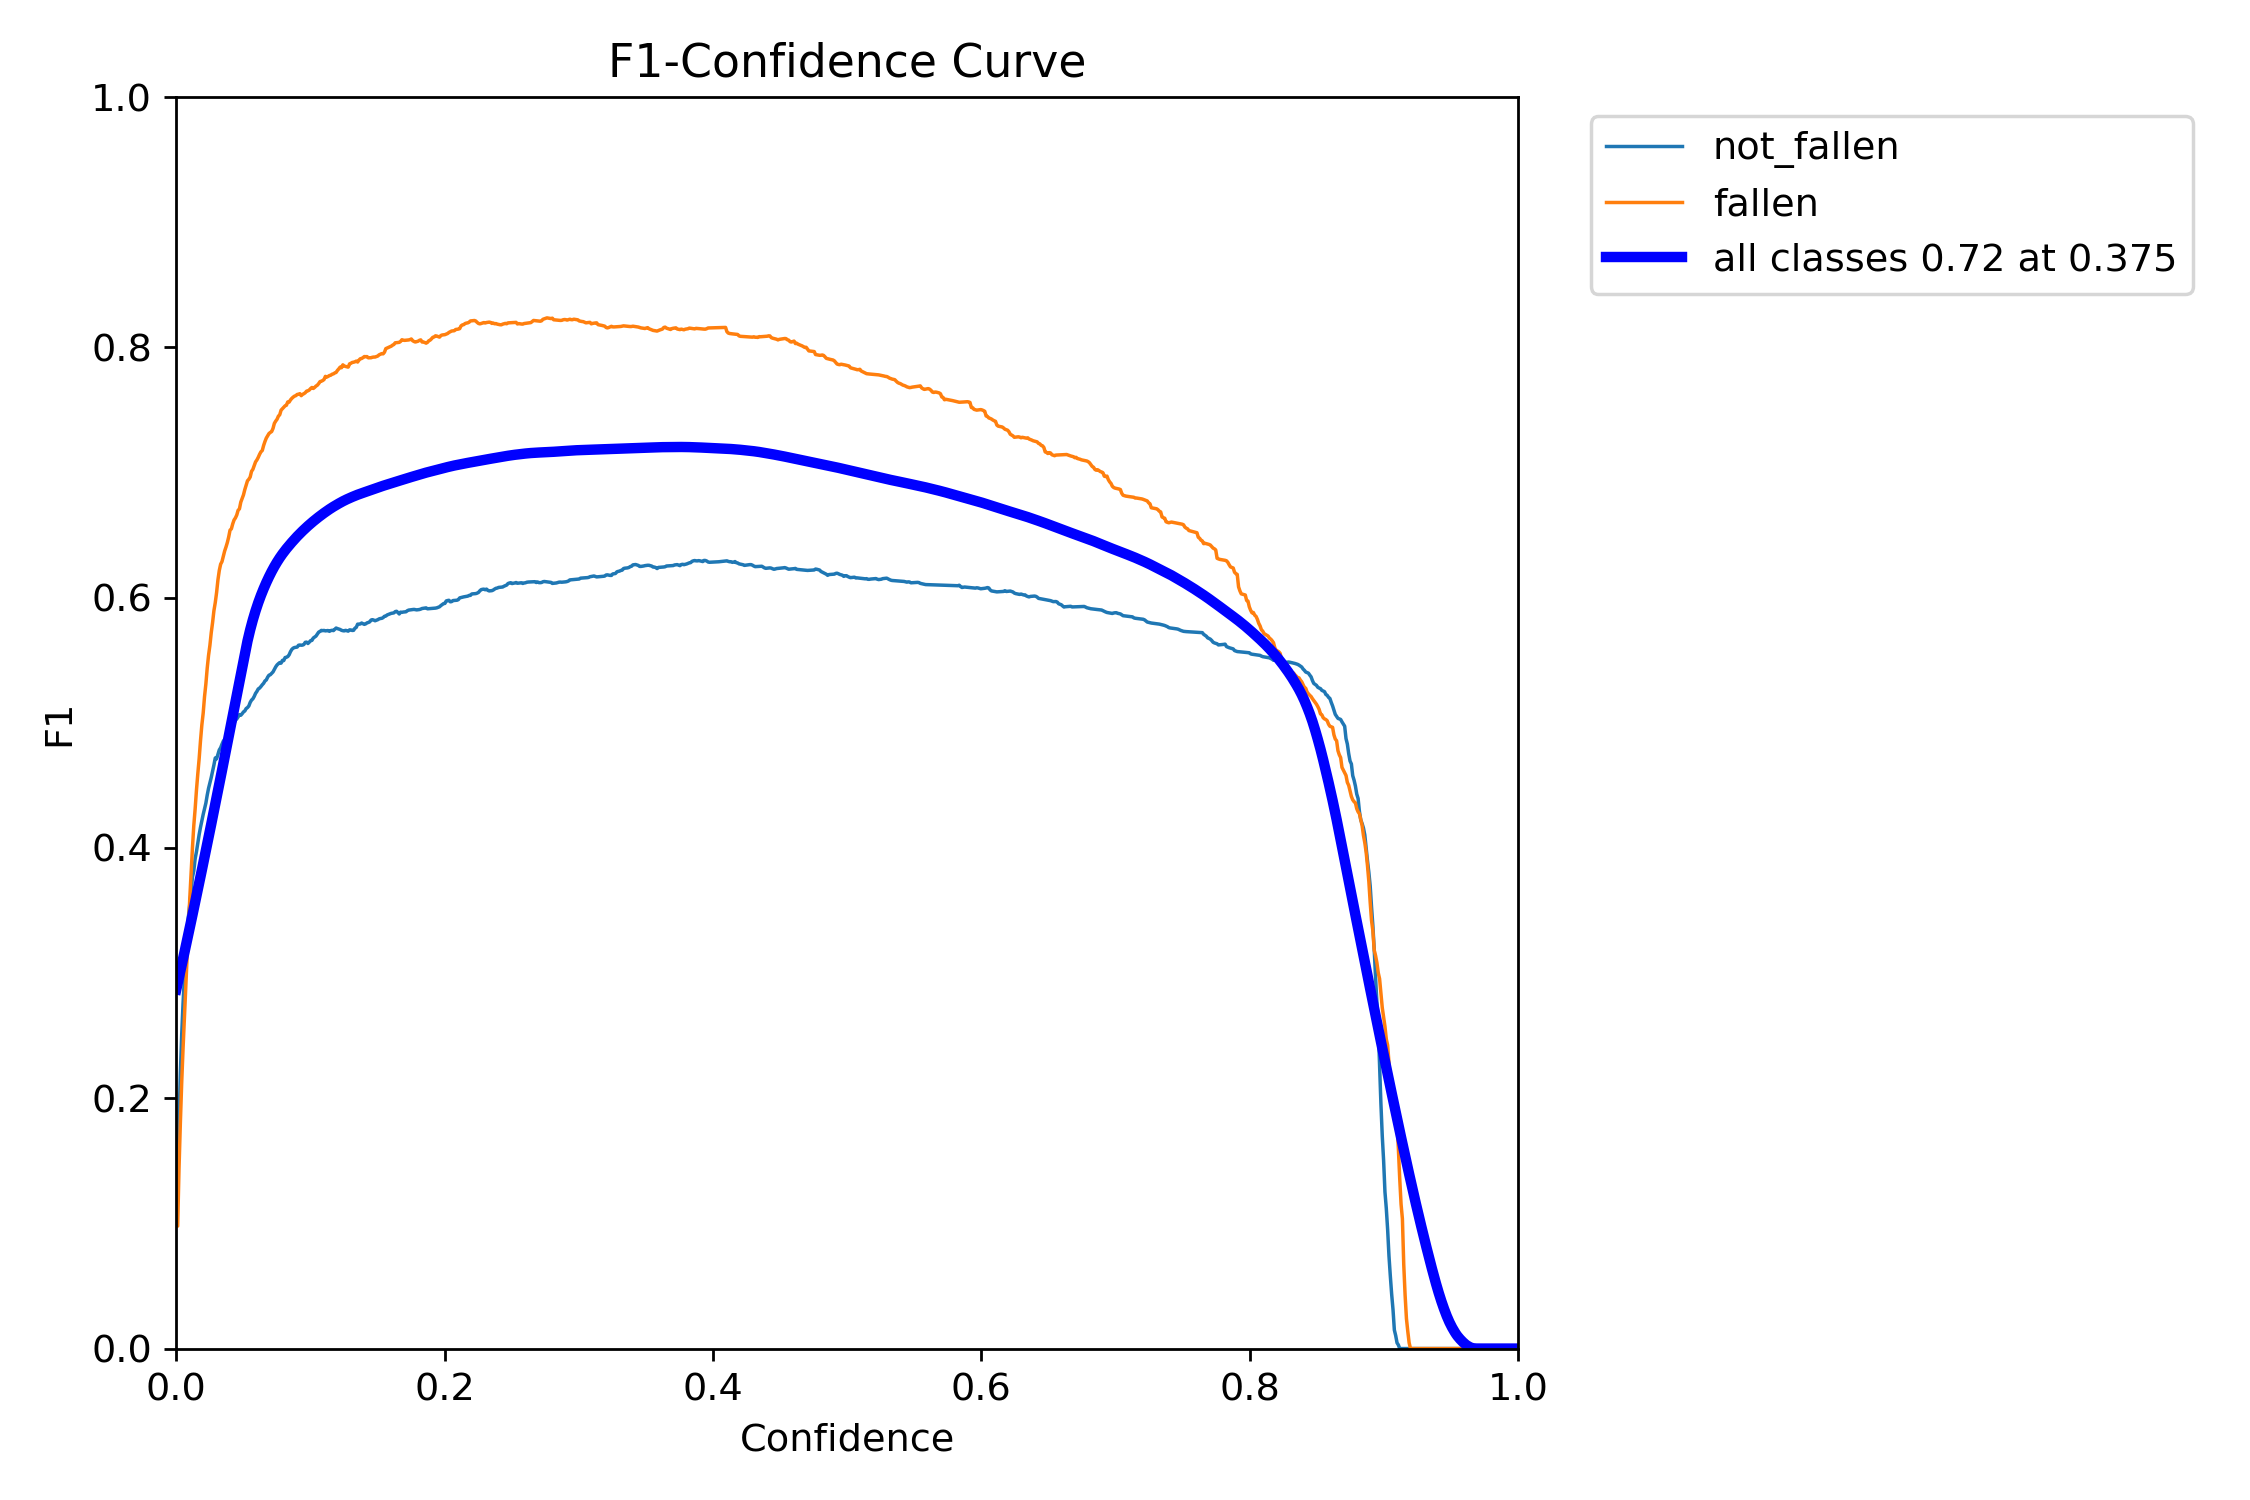 F1-Confidence Curve
1.0
0.8
0.6
0.4
0.2
0.0
F1
0.0 0.2 0.4 0.6 0.8 1.0
Confidence
not_fallen
fallen
all classes 0.72 at 0.375